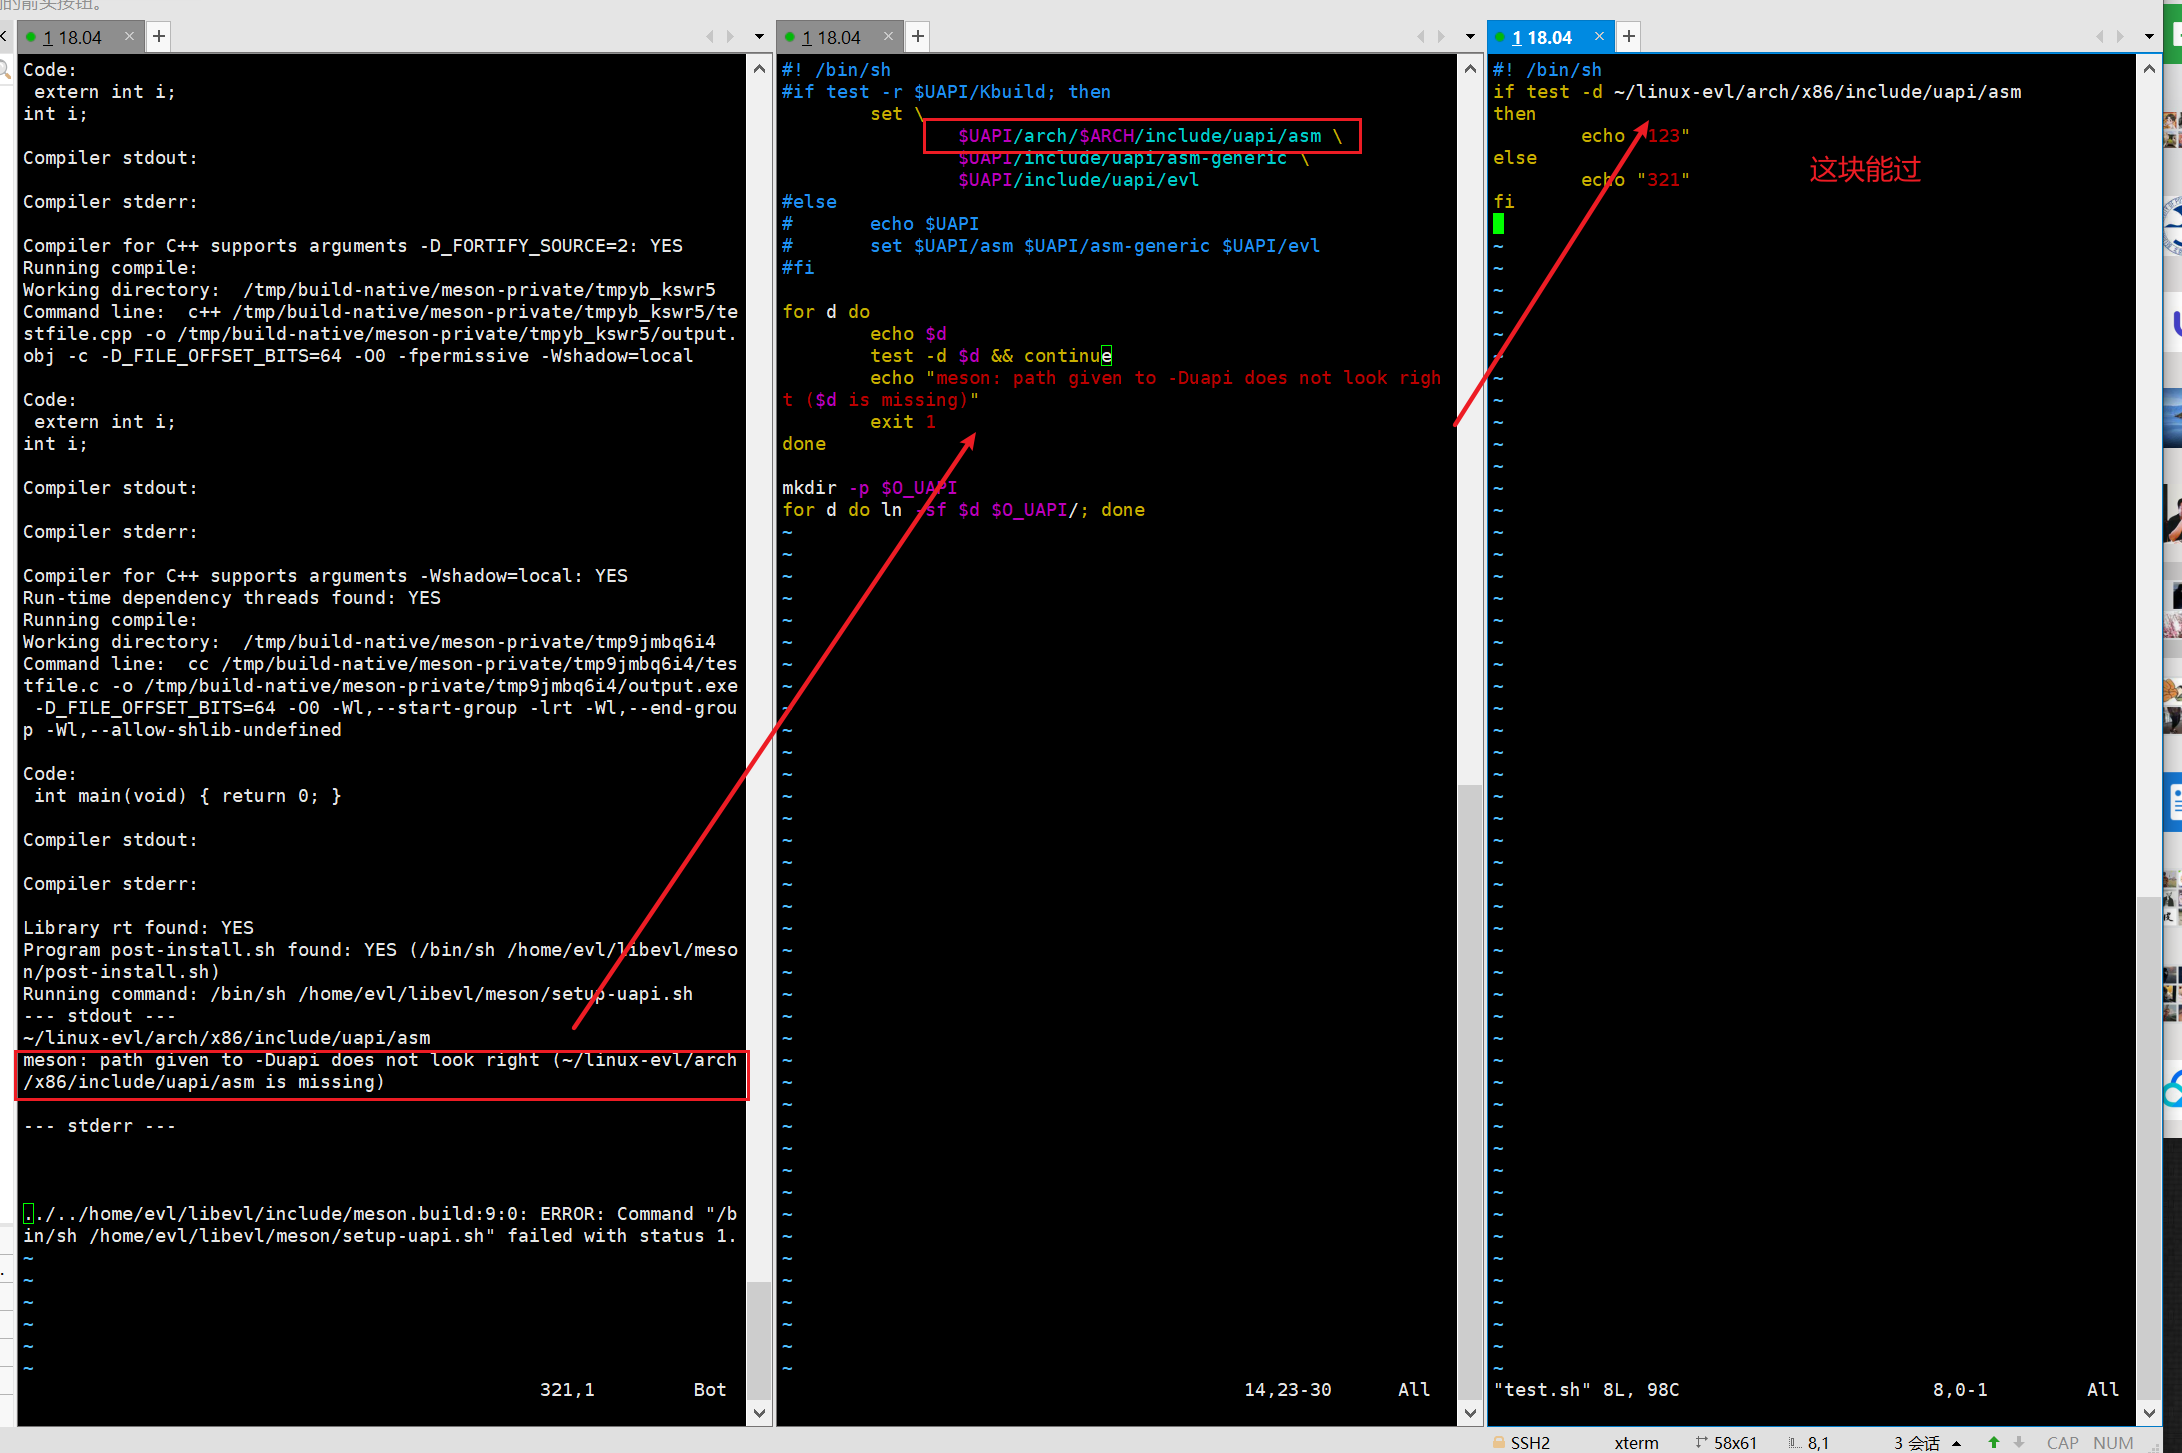 的箭头按钮。
1 18.04
Code:
 extern int i;
int i;
Compiler stdout:
Compiler stderr:
Compiler for C++ supports arguments -D_FORTIFY_SOURCE=2: YES
Running compile:
Working directory:  /tmp/build-native/meson-private/tmpyb_kswr5
Command line:  c++ /tmp/build-native/meson-private/tmpyb_kswr5/te
stfile.cpp -o /tmp/build-native/meson-private/tmpyb_kswr5/output.
obj -c -D_FILE_OFFSET_BITS=64 -O0 -fpermissive -Wshadow=local
Code:
 extern int i;
int i;
Compiler stdout:
Compiler stderr:
Compiler for C++ supports arguments -Wshadow=local: YES
Run-time dependency threads found: YES
Running compile:
Working directory:  /tmp/build-native/meson-private/tmp9jmbq6i4
Command line:  cc /tmp/build-native/meson-private/tmp9jmbq6i4/tes
tfile.c -o /tmp/build-native/meson-private/tmp9jmbq6i4/output.exe
 -D_FILE_OFFSET_BITS=64 -O0 -Wl,--start-group -lrt -Wl,--end-grou
p -Wl,--allow-shlib-undefined
Code:
 int main(void) { return 0; }
Compiler stdout:
Compiler stderr:
Library rt found: YES
Program post-install.sh found: YES (/bin/sh /home/evl/libevl/meso
n/post-install.sh)
Running command: /bin/sh /home/evl/libevl/meson/setup-uapi.sh
--- stdout ---
~/linux-evl/arch/x86/include/uapi/asm
meson: path given to -Duapi does not look right (~/linux-evl/arch
/x86/include/uapi/asm is missing)
--- stderr ---
../../home/evl/libevl/include/meson.build:9:0: ERROR: Command "/b
in/sh /home/evl/libevl/meson/setup-uapi.sh" failed with status 1.
~
~
~
~
~
~
321,1 Bot
1 18.04
#! /bin/sh
#if test -r $UAPI/Kbuild; then
        set \
                $UAPI/arch/$ARCH/include/uapi/asm \
                $UAPI/include/uapi/asm-generic \
                $UAPI/include/uapi/evl
#else
#       echo $UAPI
#       set $UAPI/asm $UAPI/asm-generic $UAPI/evl
#fi
for d do
        echo $d
        test -d $d && continue
        echo "meson: path given to -Duapi does not look righ
t ($d is missing)"
        exit 1
done
mkdir -p $O_UAPI
for d do ln -sf $d $O_UAPI/; done
14,23-30 All
1 18.04
#! /bin/sh
if test -d ~/linux-evl/arch/x86/include/uapi/asm
then
        echo "123"
else
        echo "321"
fi
这块能过
"test.sh" 8L, 98C 8,0-1 All
SSH2 xterm 58x61 8,1 3 会话 CAP NUM